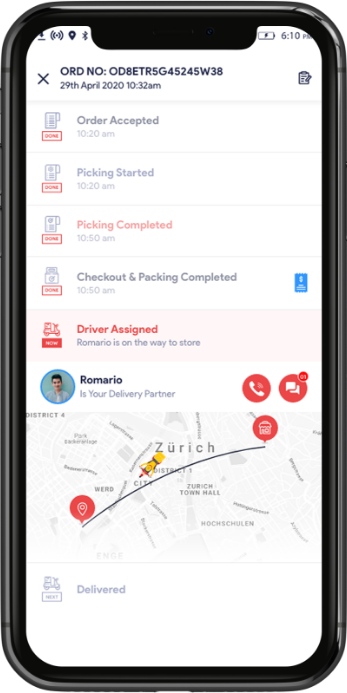 6:10 PM
ORD NO: OD8ETR5G45245W38
29th April 2020 10:32am
Order Accepted
DONE
10:20 am
Picking Started
DONE
10:20 am
Picking Completed
DONE
10:50 am
Checkout & Packing Completed
DONE
10:50 am
Driver Assigned
NOW
Romario is on the way to store
Romario
01
Is Your Delivery Partner
DISTRICT 4
Zürich
DISTRICT 1
CITY
WERD
ZURICH
TOWN HALL
HOCHSCHULEN
ENGE
Delivered
NEXT